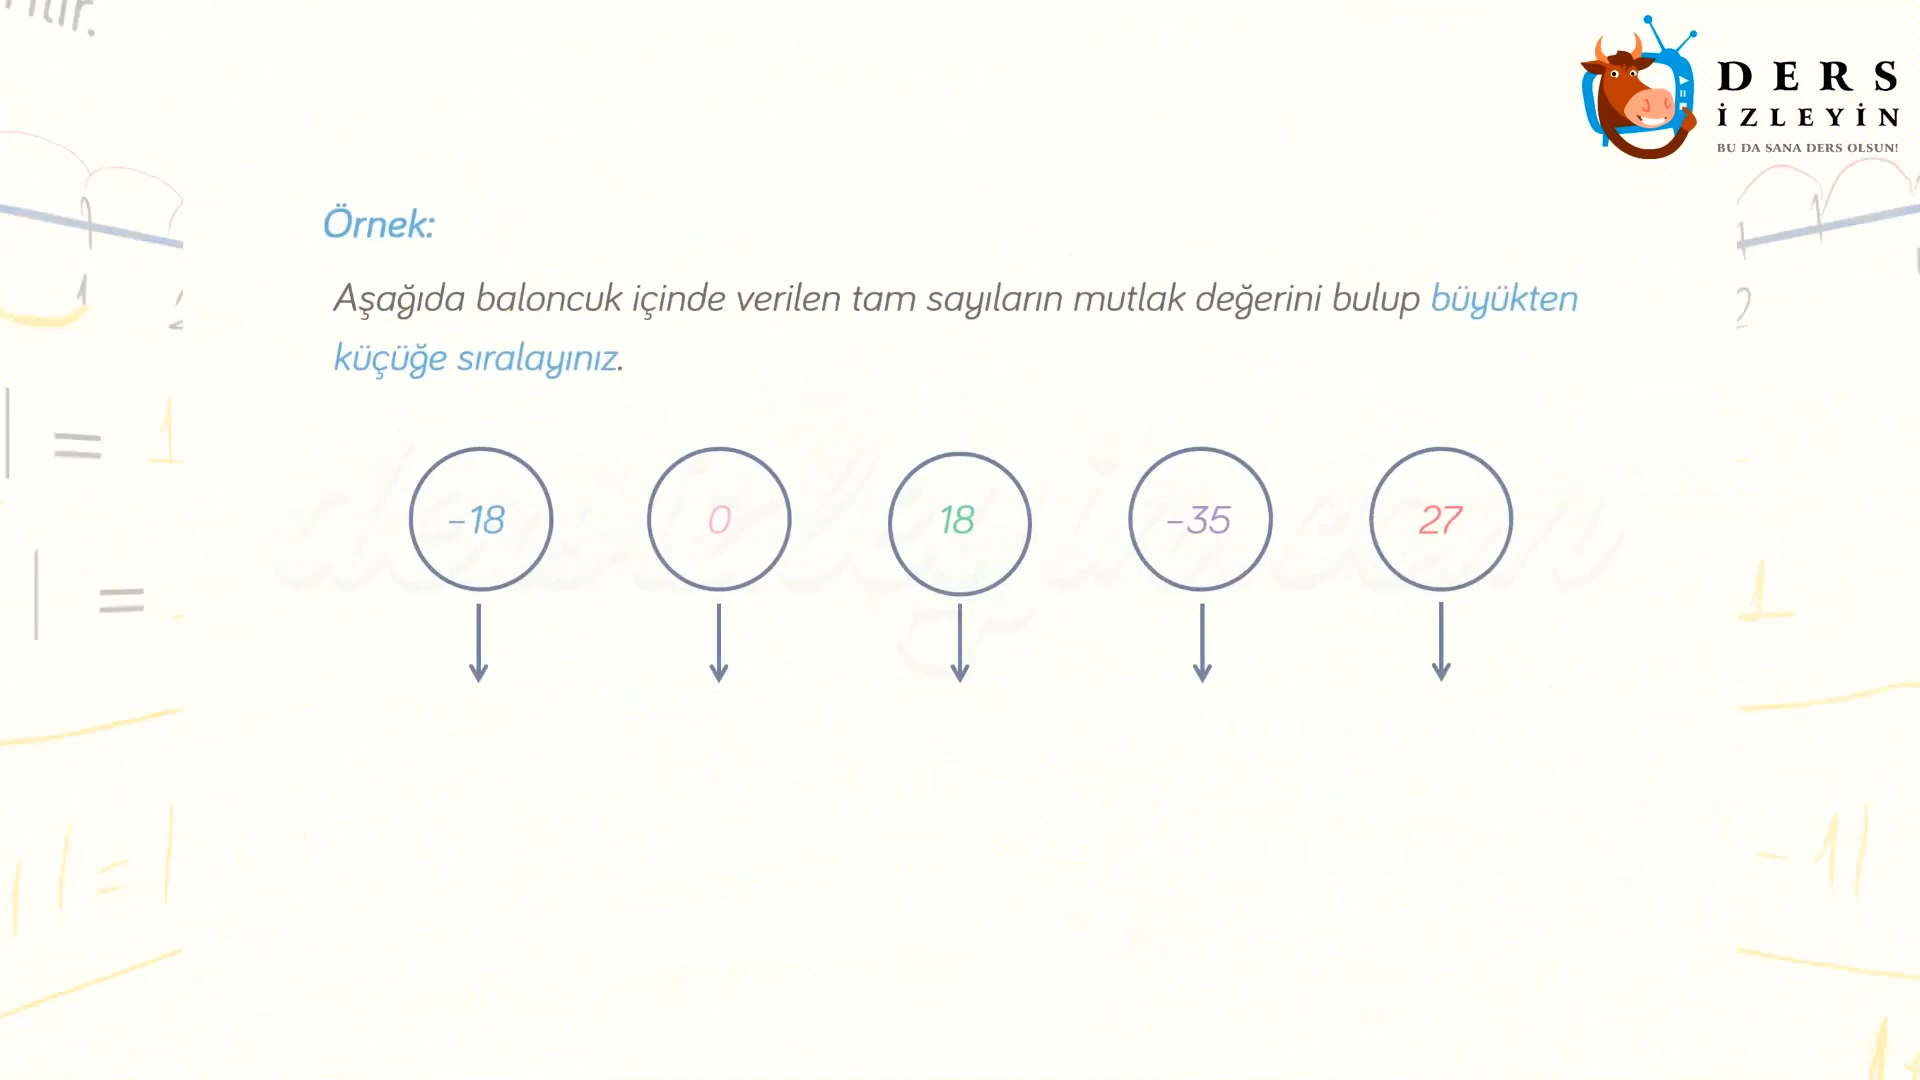 DERS
İZLEYİN
BU DA SANA DERS OLSUN!
Örnek:
Aşağıda baloncuk içinde verilen tam sayıların mutlak değerini bulup büyükten
küçüğe sıralayınız.
-18 0 18 -35 27